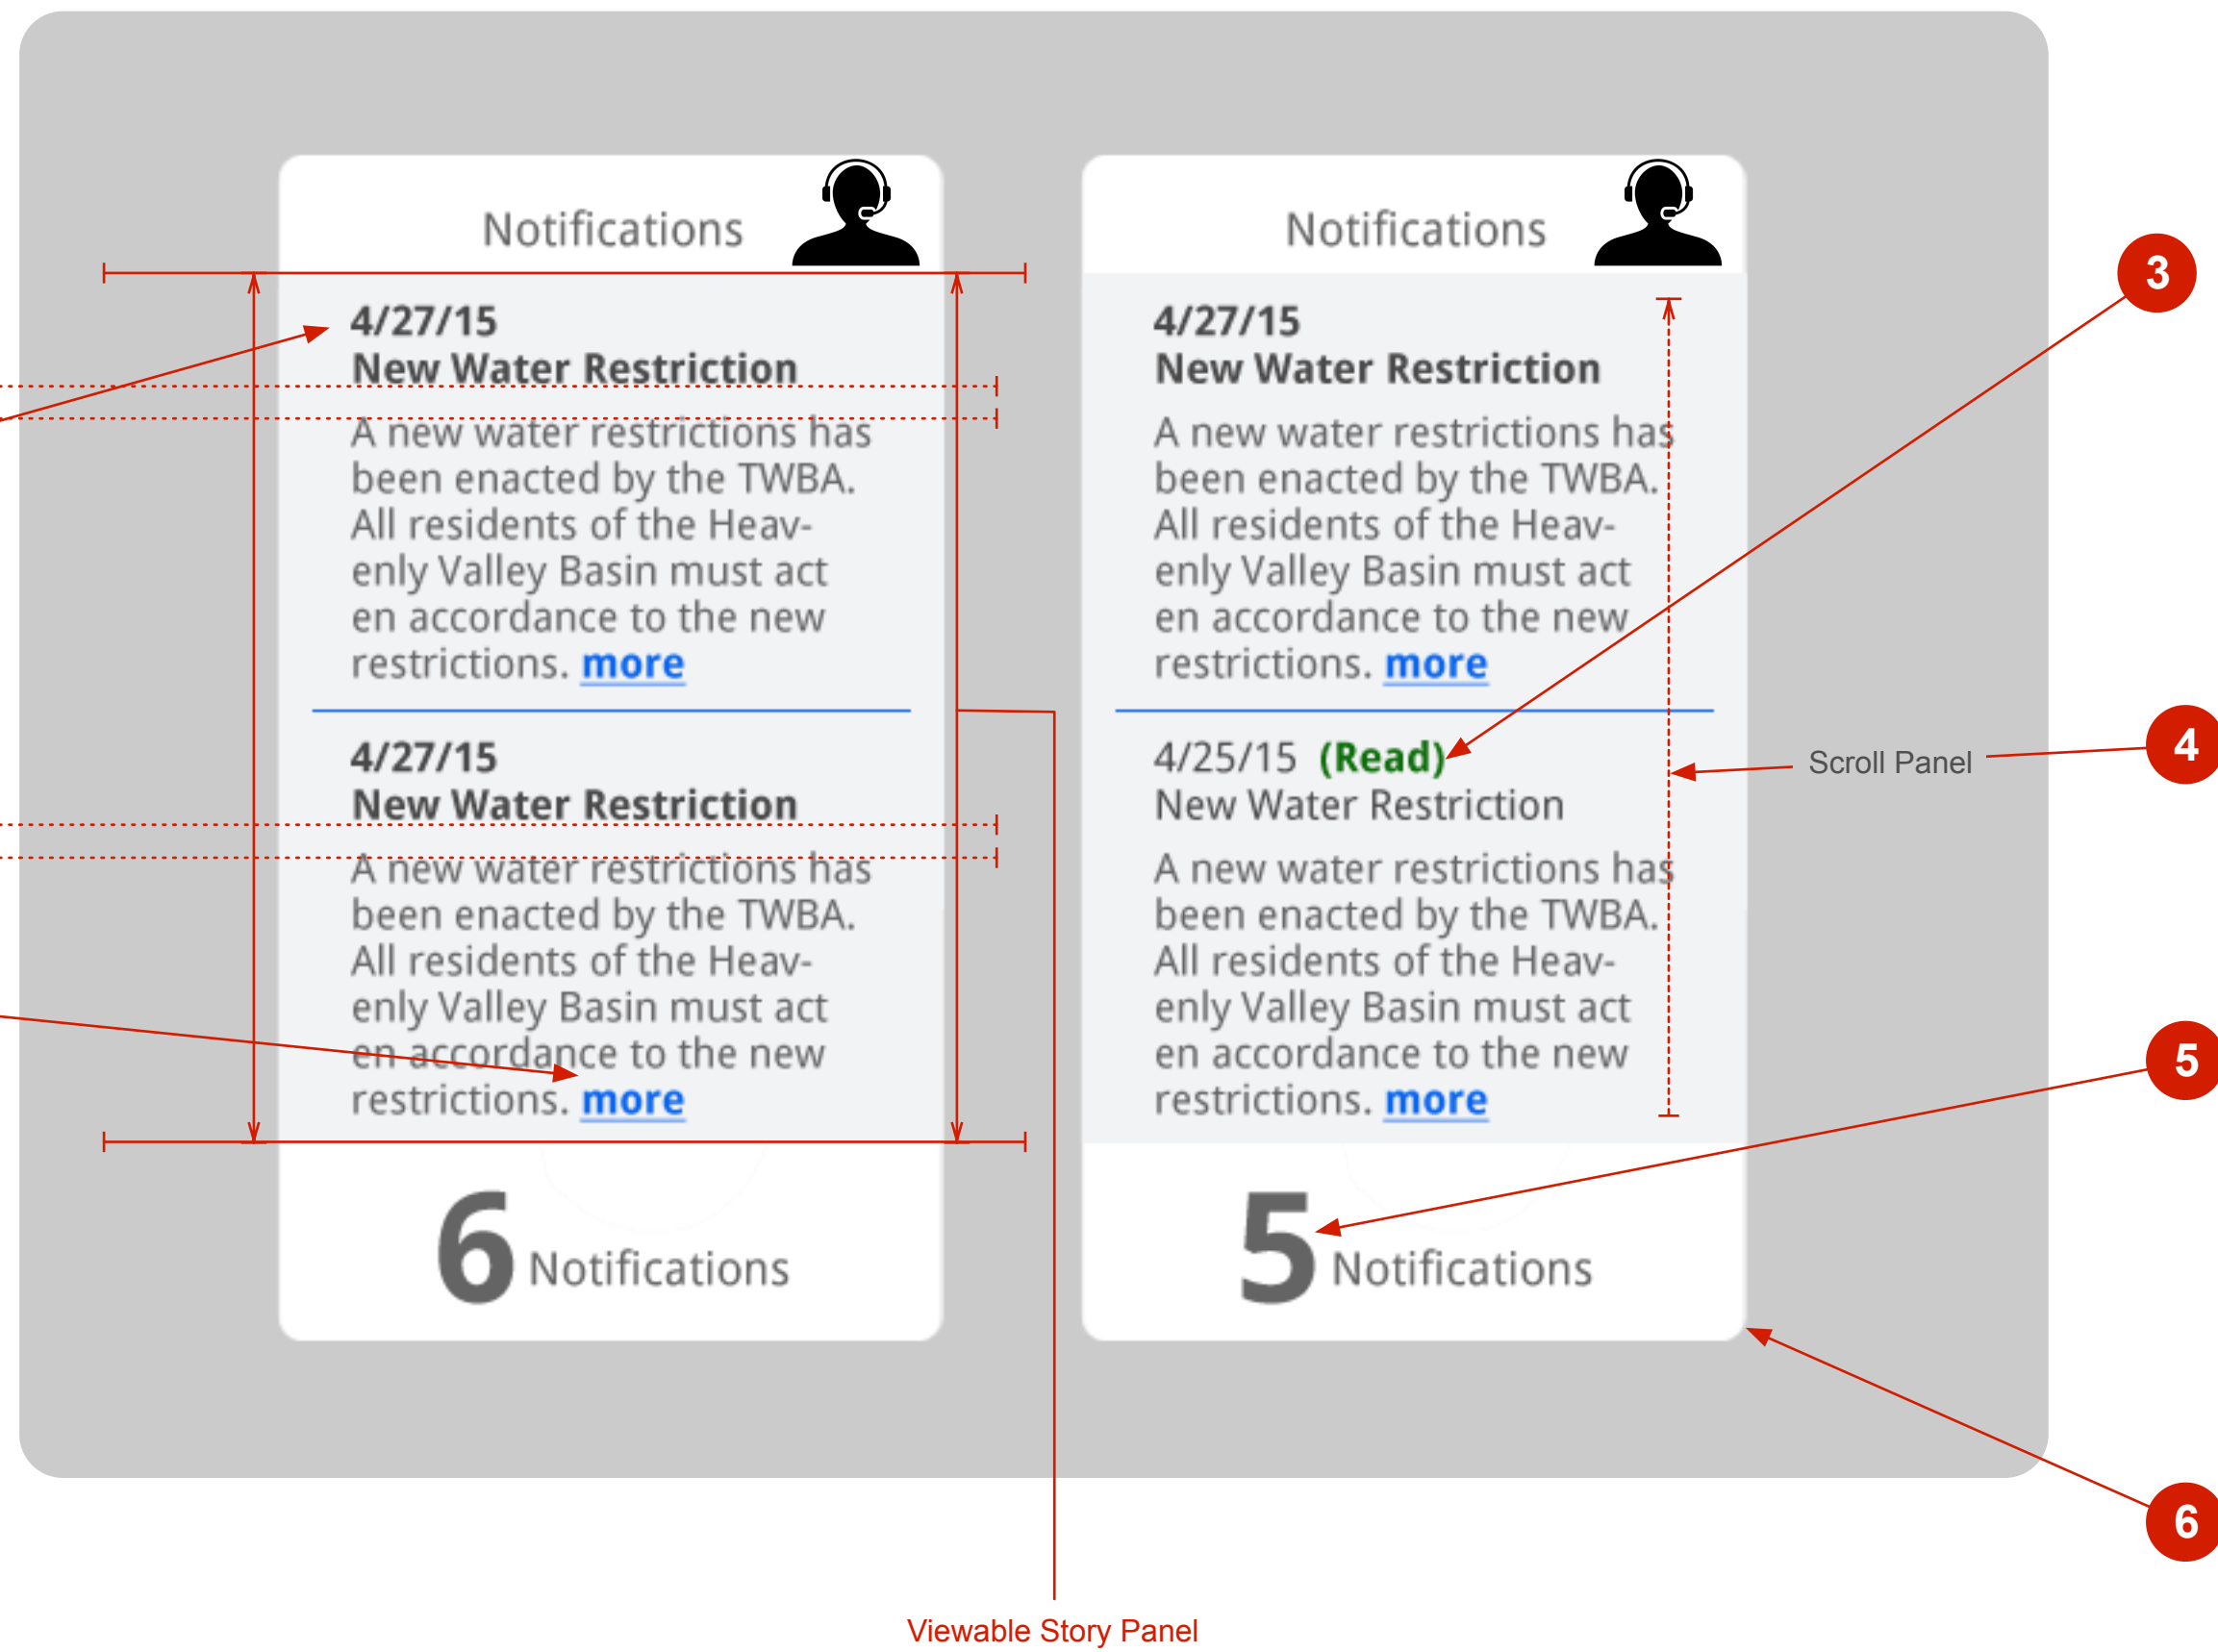 Notifications
4/27/15
New Water Restriction
A new water restrictions has
been enacted by the TWBA.
All residents of the Heav-
enly Valley Basin must act
en accordance to the new
restrictions. more
4/27/15
New Water Restriction
A new water restrictions has
been enacted by the TWBA.
All residents of the Heav-
enly Valley Basin must act
en accordance to the new
restrictions. more
6 Notifications
Notifications
4/27/15
New Water Restriction
A new water restrictions has
been enacted by the TWBA.
All residents of the Heav-
enly Valley Basin must act
en accordance to the new
restrictions. more
4/25/15 (Read)
New Water Restriction
A new water restrictions has
been enacted by the TWBA.
All residents of the Heav-
enly Valley Basin must act
en accordance to the new
restrictions. more
5 Notifications
3
Scroll Panel
4
5
6
Viewable Story Panel